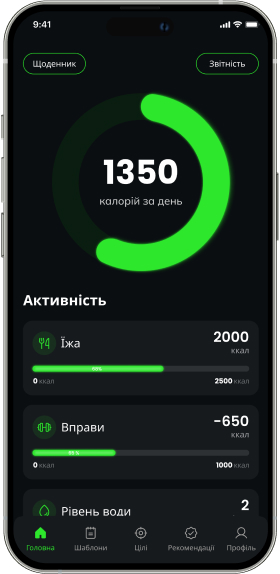 9:41
Щоденник
Звітність
1350
калорій за день
Активність
Їжа
2000
ккал
0 ккал
2500 ккал
Вправи
-650
ккал
65%
0 ккал
1000 ккал
Рівень води
2
Головна
Шаблони
Цілі
Рекомендації
Профіль